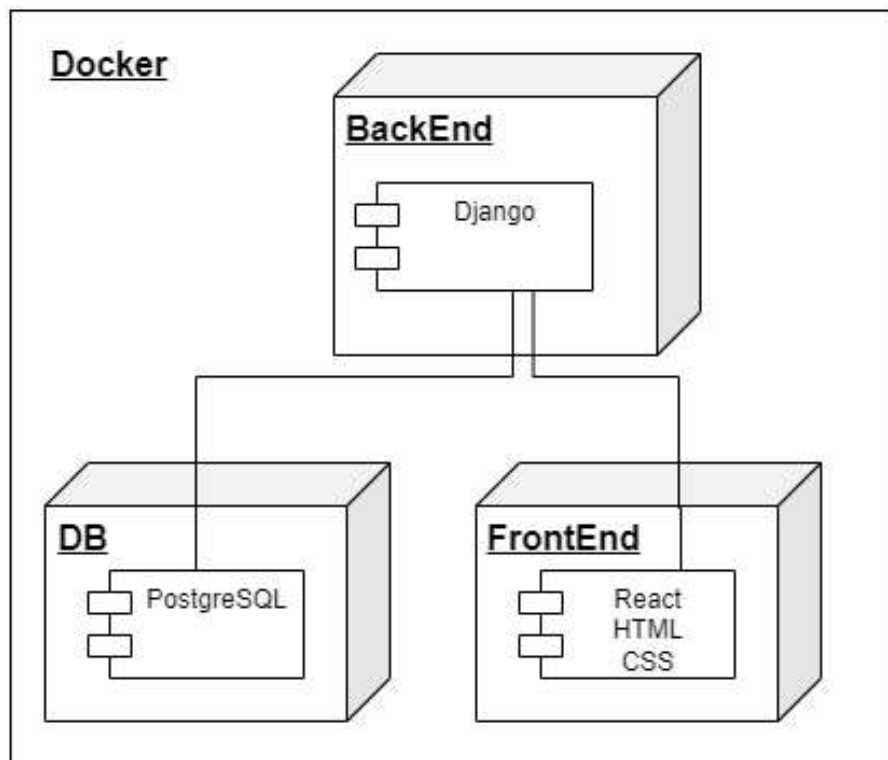 Docker
BackEnd
Django
DB
PostgreSQL
FrontEnd
React
HTML
CSS